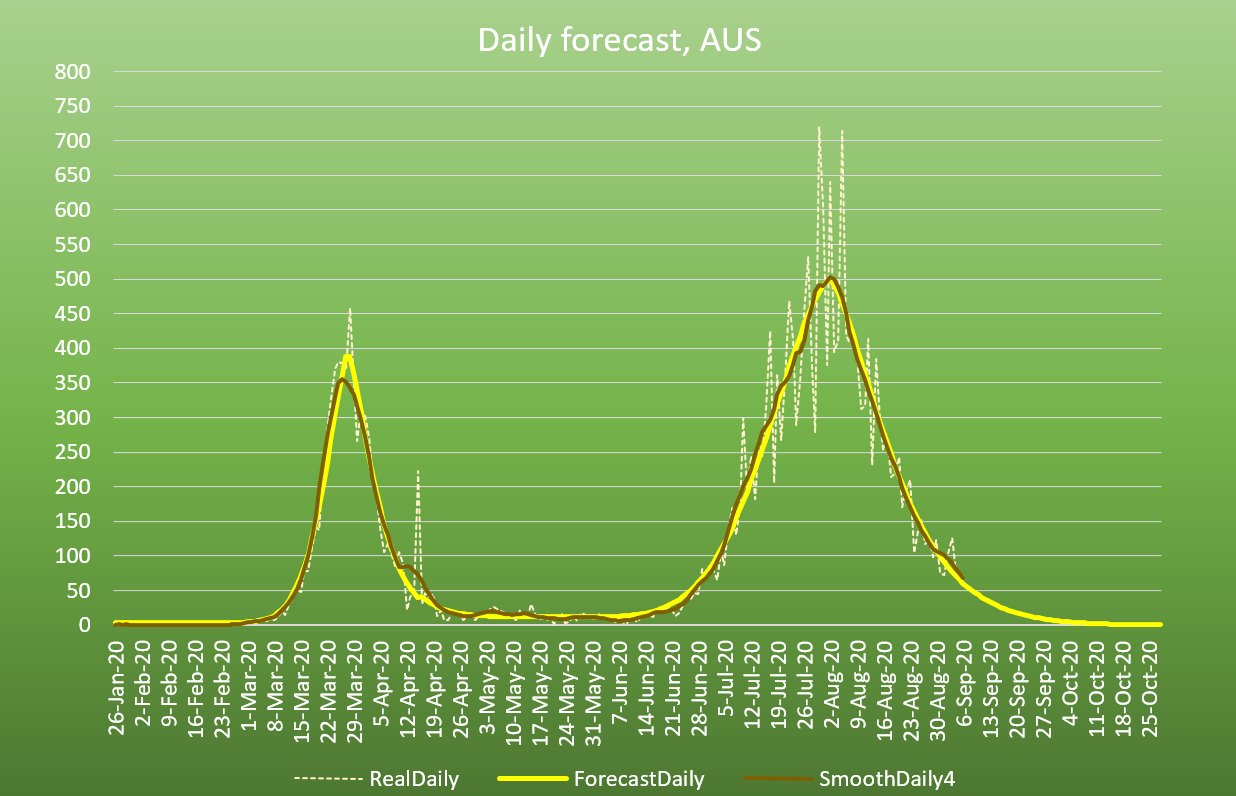 Daily forecast, AUS
800
750
700
650
600
550
500
450
400
350
300
250
200
150
100
50
0
26-Jan-20
2-Feb-20
9-Feb-20
16-Feb-20
23-Feb-20
1-Mar-20
8-Mar-20
15-Mar-20
22-Mar-20
29-Mar-20
5-Apr-20
12-Apr-20
19-Apr-20
26-Apr-20
3-May-20
10-May-20
17-May-20
24-May-20
31-May-20
7-Jun-20
14-Jun-20
21-Jun-20
28-Jun-20
5-Jul-20
12-Jul-20
19-Jul-20
26-Jul-20
2-Aug-20
9-Aug-20
16-Aug-20
23-Aug-20
30-Aug-20
6-Sep-20
13-Sep-20
20-Sep-20
27-Sep-20
4-Oct-20
11-Oct-20
18-Oct-20
25-Oct-20
RealDaily ForecastDaily SmoothDaily4